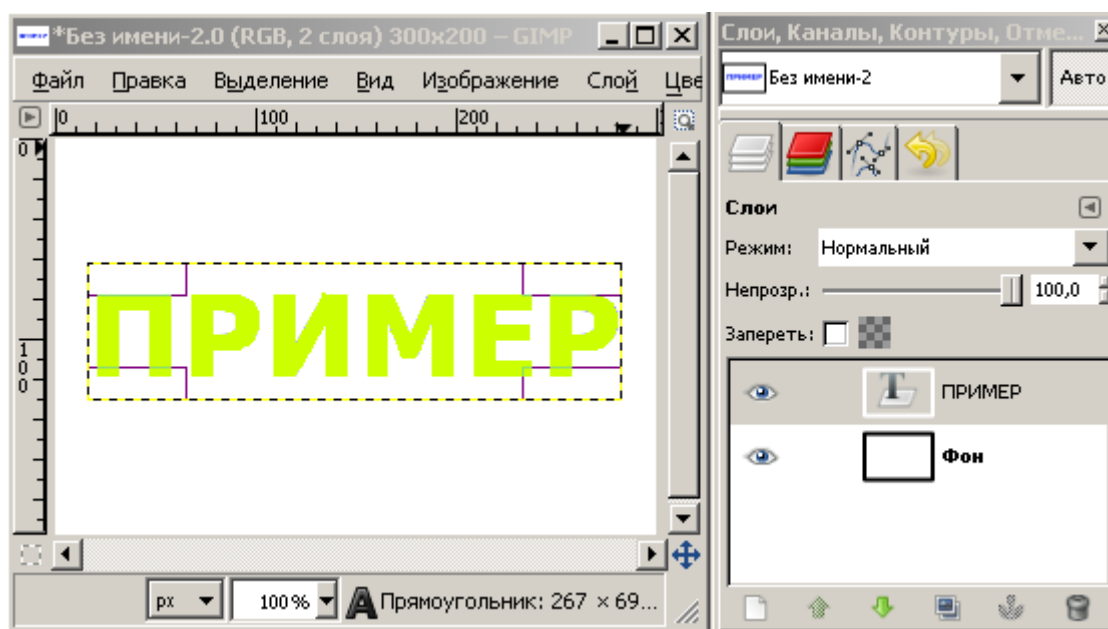 *Без имени-2.0 (RGB, 2 слоя) 300x200 – GIMP
Файл Правка Выделение Вид Изображение Слой Цве
0 100 200
0
100
ПРИМЕР
px 100% Прямоугольник: 267 × 69...
Слои, Каналы, Контуры, Отме...
Без имени-2 Авто
Слои
Режим: Нормальный
Непрозр.: 100,0
Запереть:
ПРИМЕР
Фон